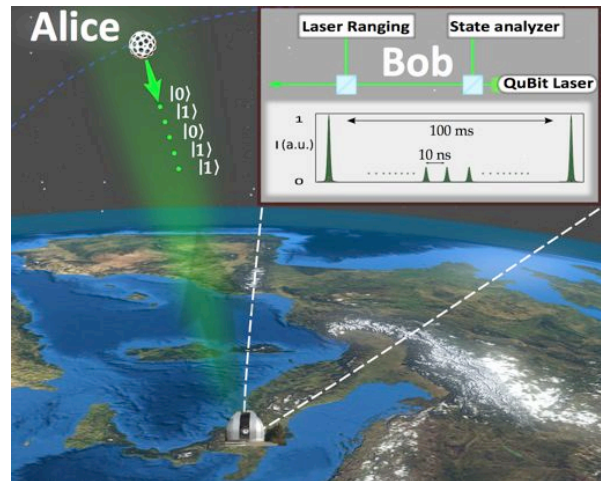 Alice
|0⟩
|1⟩
|0⟩
|1⟩
|1⟩
Laser Ranging
State analyzer
Bob
QuBit Laser
1
I (a.u.)
0
100 ms
10 ns